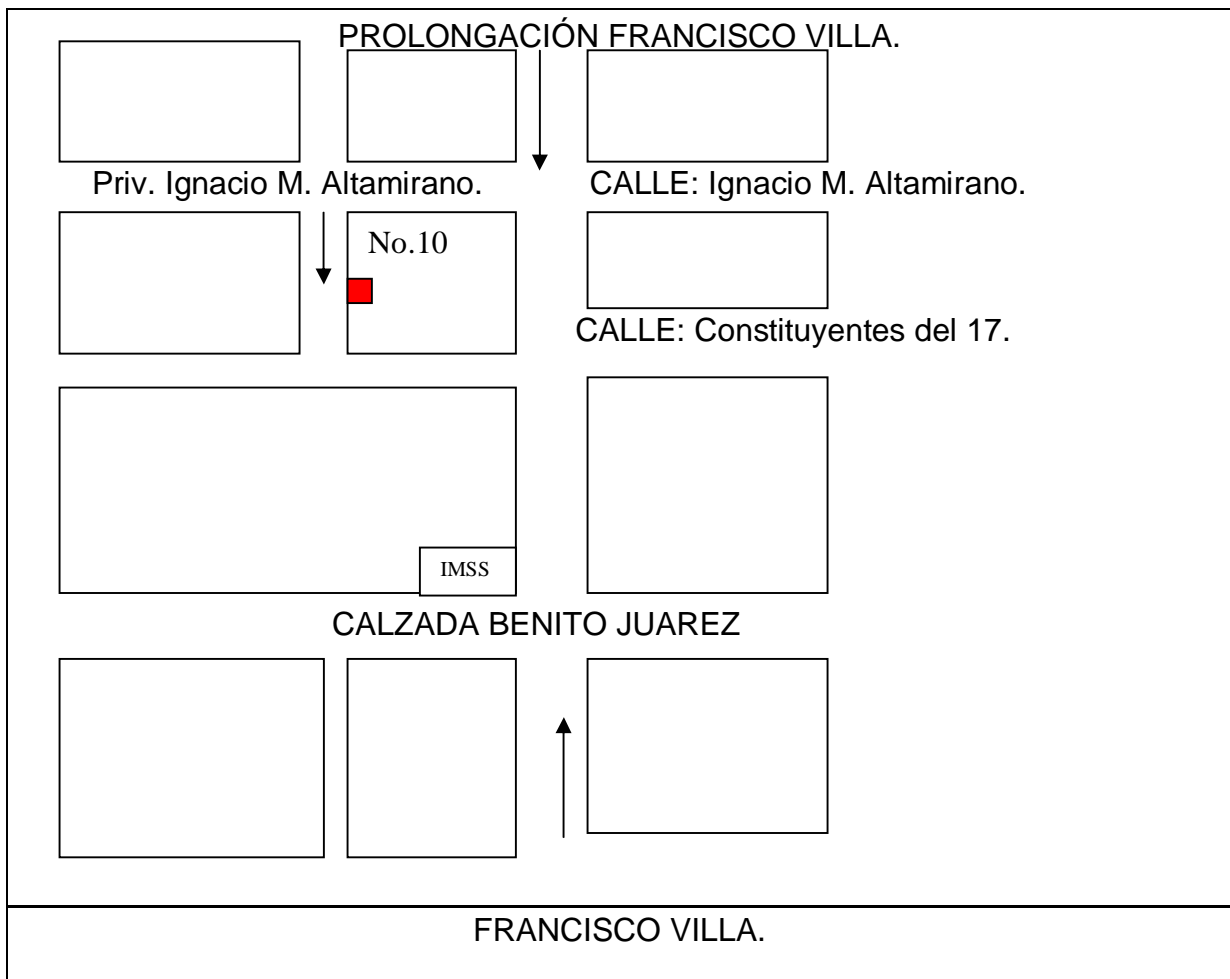 PROLONGACIÓN FRANCISCO VILLA.
Priv. Ignacio M. Altamirano.
CALLE: Ignacio M. Altamirano.
No.10
CALLE: Constituyentes del 17.
IMSS
CALZADA BENITO JUAREZ
FRANCISCO VILLA.